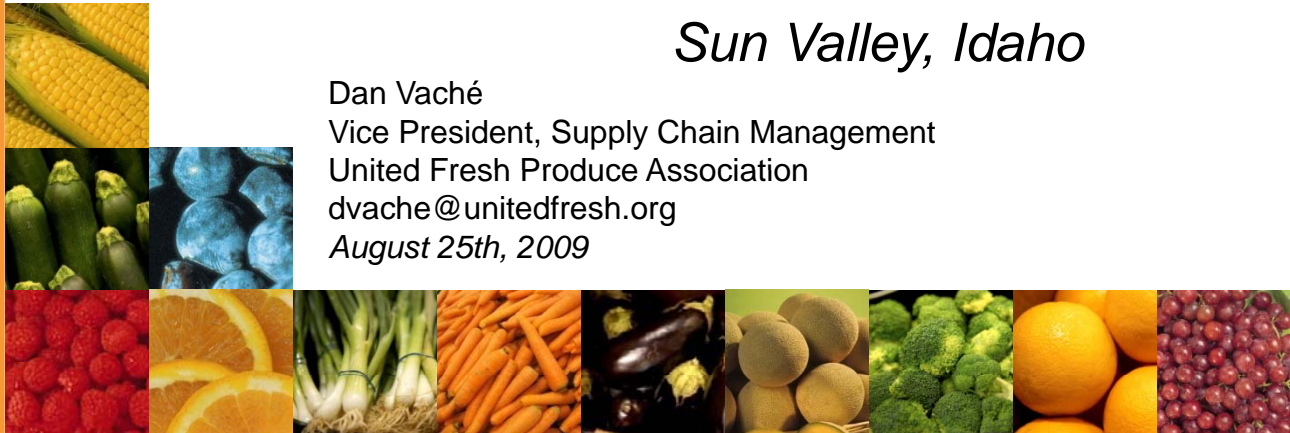 Sun Valley, Idaho
Dan Vaché
Vice President, Supply Chain Management
United Fresh Produce Association
dvache@unitedfresh.org
August 25th, 2009